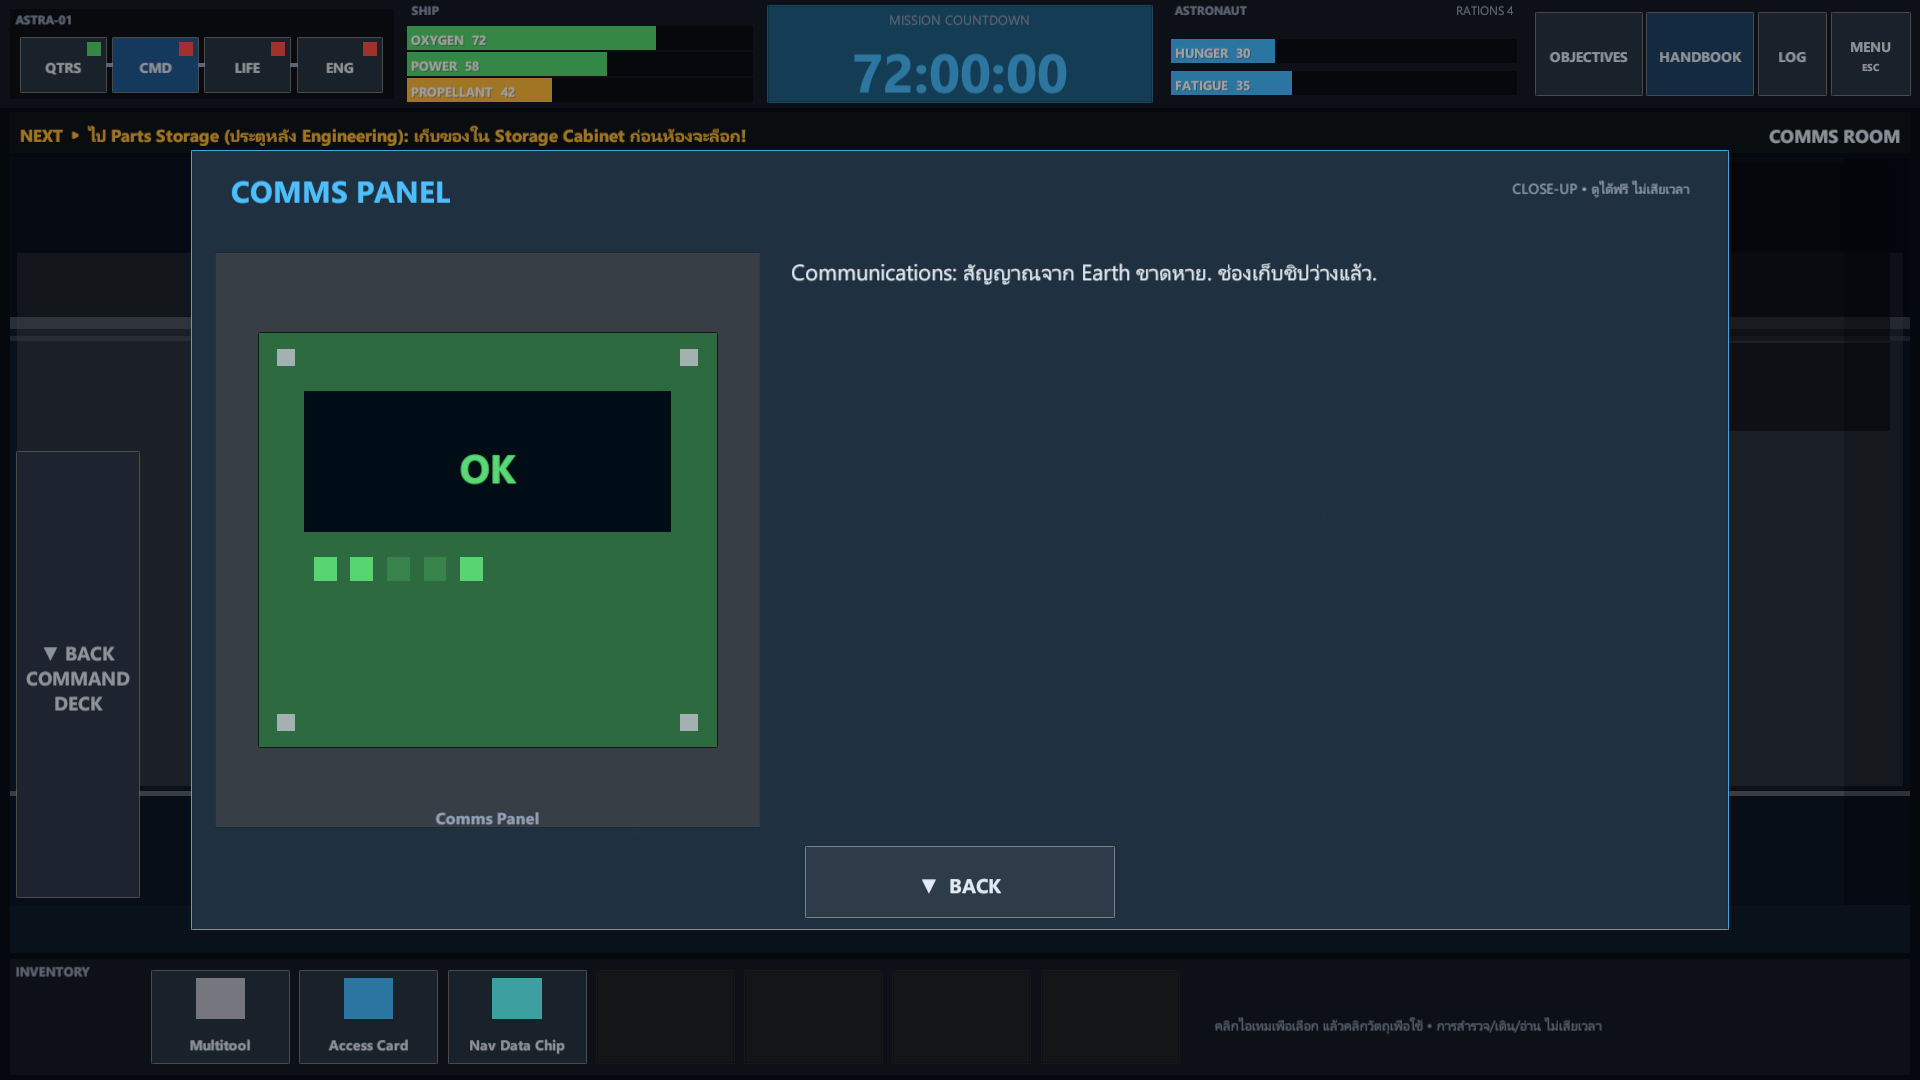 ASTRA-01
QTRS
CMD
LIFE
ENG
SHIP
OXYGEN 72
POWER 58
PROPELLANT 42
MISSION COUNTDOWN
72:00:00
ASTRONAUT
RATIONS 4
HUNGER 30
FATIGUE 35
OBJECTIVES
HANDBOOK
LOG
MENU
ESC
NEXT ▸ ไป Parts Storage (ประตูหลัง Engineering): เก็บของใน Storage Cabinet ก่อนห้องจะล็อก!
COMMS ROOM
COMMS PANEL
CLOSE-UP • ดูได้ฟรี ไม่เสียเวลา
Communications: สัญญาณจาก Earth ขาดหาย. ช่องเก็บชิปว่างแล้ว.
OK
Comms Panel
▼ BACK
COMMAND
DECK
▼ BACK
INVENTORY
Multitool
Access Card
Nav Data Chip
คลิกไอเทมเพื่อเลือก แล้วคลิกวัตถุเพื่อใช้ • การสำรวจ/เดิน/อ่าน ไม่เสียเวลา